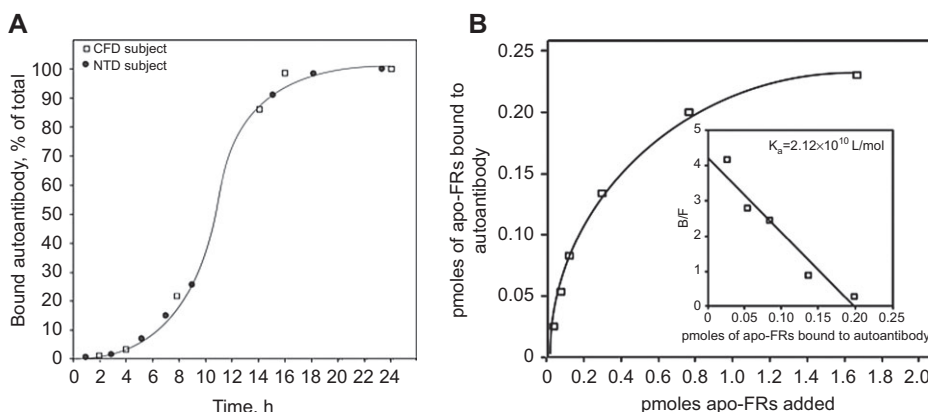 A
CFD subject
NTD subject
Bound autoantibody, % of total
100
90
80
70
60
50
40
30
20
10
0
0 2 4 6 8 10 12 14 16 18 20 22 24
Time, h
B
pmoles of apo-FRs bound to
autoantibody
0.25
0.20
0.15
0.10
0.05
0
0 0.2 0.4 0.6 0.8 1.0 1.2 1.4 1.6 1.8 2.0
pmoles apo-FRs added
Ka=2.12×10¹⁰ L/mol
B/F
5
4
3
2
1
0
0 0.05 0.10 0.15 0.20 0.25
pmoles of apo-FRs bound to autoantibody